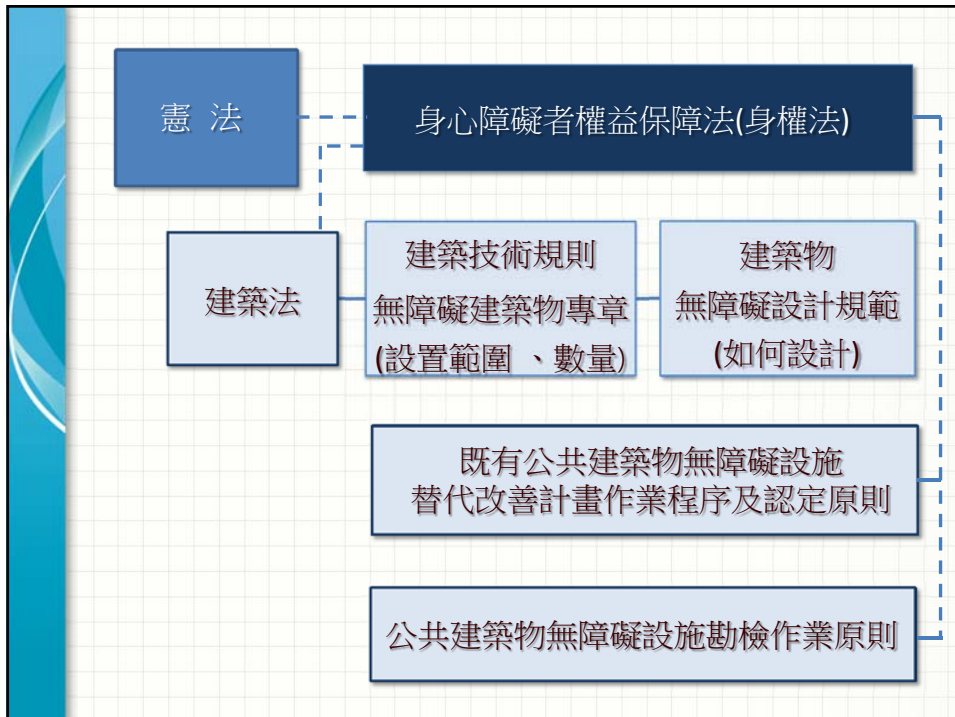 憲 法
身心障礙者權益保障法(身權法)
建築法
建築技術規則
無障礙建築物專章
(設置範圍 、數量)
建築物
無障礙設計規範
(如何設計)
既有公共建築物無障礙設施
替代改善計畫作業程序及認定原則
公共建築物無障礙設施勘檢作業原則